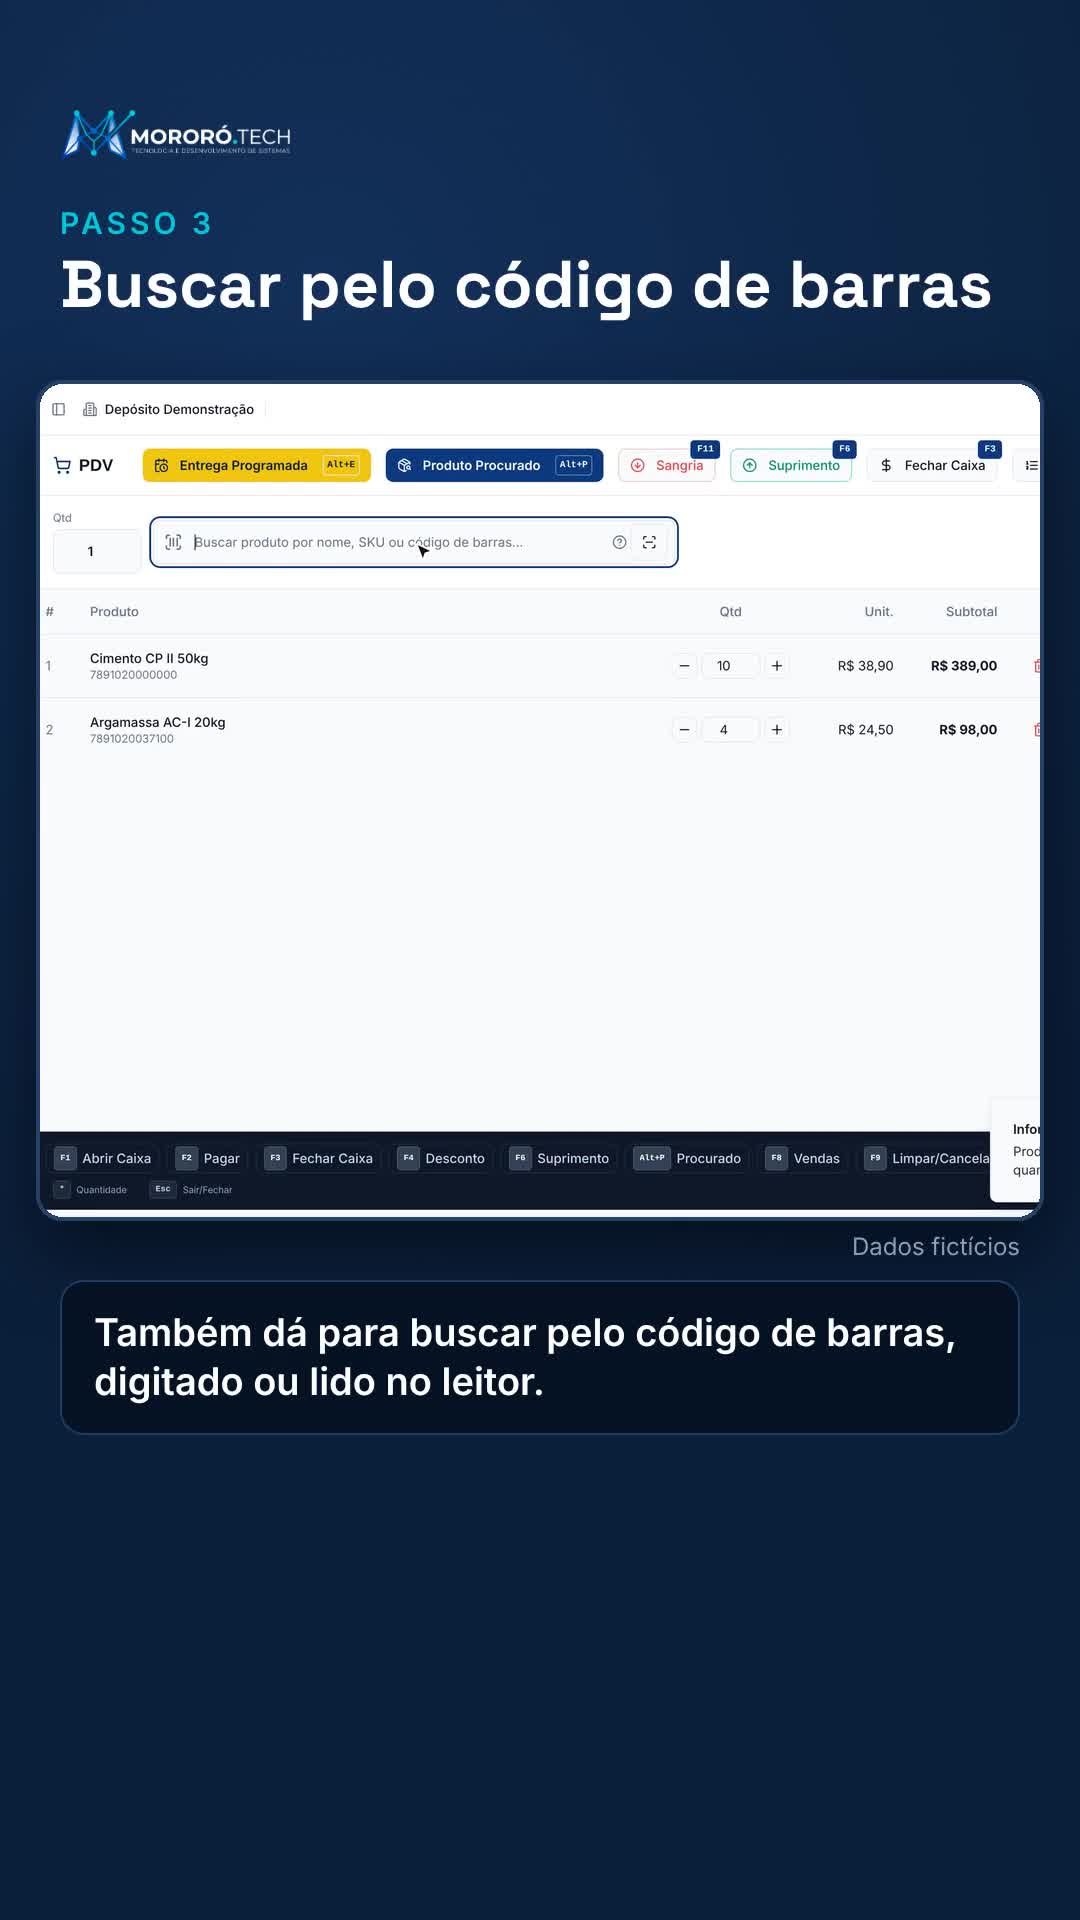 MORORÓ.TECH
TECNOLOGIA E DESENVOLVIMENTO DE SISTEMAS
PASSO 3
Buscar pelo código de barras
Depósito Demonstração
PDV
Entrega Programada Alt+E
Produto Procurado Alt+P
Sangria F11
Suprimento F6
Fechar Caixa F3
Qtd
1
Buscar produto por nome, SKU ou código de barras...
# Produto Qtd Unit. Subtotal
1 Cimento CP II 50kg 10 R$ 38,90 R$ 389,00
7891020000000
2 Argamassa AC-I 20kg 4 R$ 24,50 R$ 98,00
7891020037100
F1 Abrir Caixa F2 Pagar F3 Fechar Caixa F4 Desconto F6 Suprimento Alt+P Procurado F8 Vendas F9 Limpar/Cancela
* Quantidade Esc Sair/Fechar
Infor
Prod
quan
Dados fictícios
Também dá para buscar pelo código de barras,
digitado ou lido no leitor.